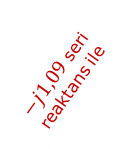 −j1,09 seri
reaktans ile